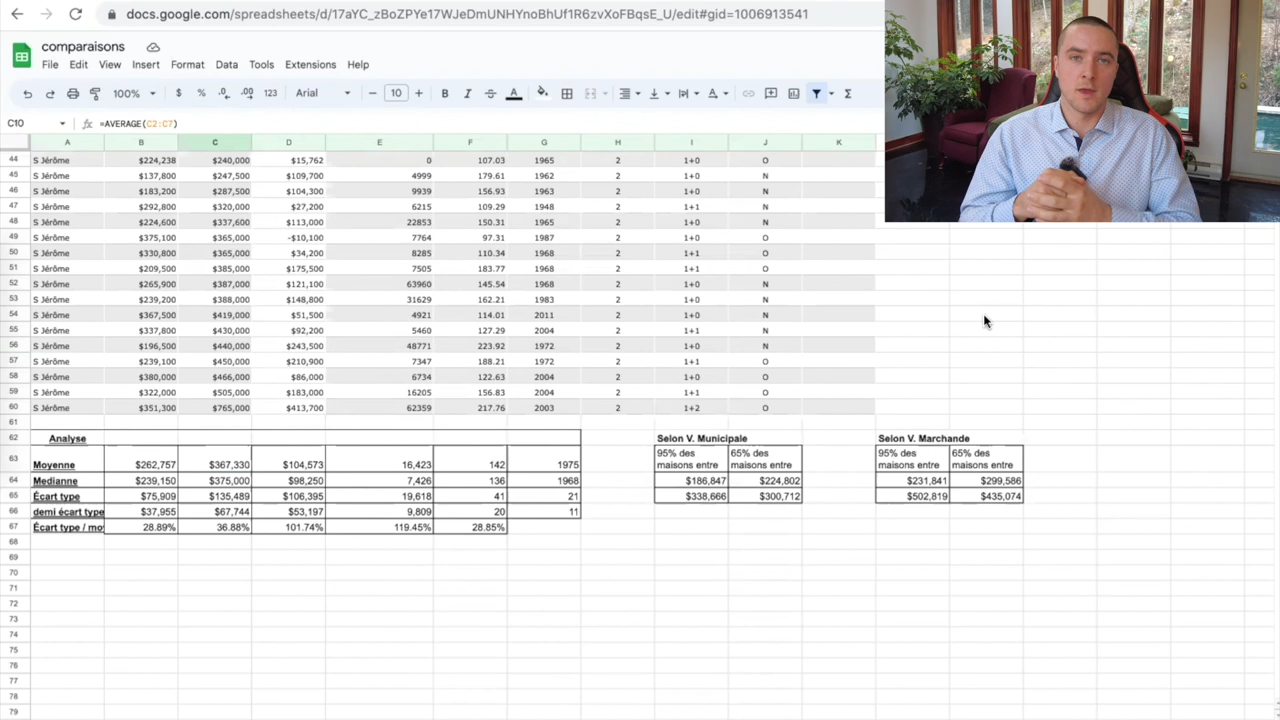 docs.google.com/spreadsheets/d/17aYC_zBoZPYe17WJeDmUNHYnoBhUf1R6zvXoFBqsE_U/edit#gid=1006913541
comparaisons
File Edit View Insert Format Data Tools Extensions Help
100% $ % .0 .00 123 Arial 10 B I S A Σ
C10 fx =AVERAGE(C2:C7)
A B C D E F G H I J K
44 S Jérôme $224,238 $240,000 $15,762 0 107.03 1965 2 1+0 O
45 S Jérôme $137,800 $247,500 $109,700 4999 179.61 1962 2 1+0 N
46 S Jérôme $183,200 $287,500 $104,300 9939 156.93 1963 2 1+0 N
47 S Jérôme $292,800 $320,000 $27,200 6215 109.29 1948 2 1+1 N
48 S Jérôme $224,600 $337,600 $113,000 22853 150.31 1965 2 1+0 N
49 S Jérôme $375,100 $365,000 -$10,100 7764 97.31 1987 2 1+0 O
50 S Jérôme $330,800 $365,000 $34,200 8285 110.34 1968 2 1+1 O
51 S Jérôme $209,500 $385,000 $175,500 7505 183.77 1968 2 1+1 O
52 S Jérôme $265,900 $387,000 $121,100 63960 145.54 1968 2 1+0 N
53 S Jérôme $239,200 $388,000 $148,800 31629 162.21 1983 2 1+0 N
54 S Jérôme $367,500 $419,000 $51,500 4921 114.01 2011 2 1+0 N
55 S Jérôme $337,800 $430,000 $92,200 5460 127.29 2004 2 1+1 N
56 S Jérôme $196,500 $440,000 $243,500 48771 223.92 1972 2 1+0 N
57 S Jérôme $239,100 $450,000 $210,900 7347 188.21 1972 2 1+1 O
58 S Jérôme $380,000 $466,000 $86,000 6734 122.63 2004 2 1+0 O
59 S Jérôme $322,000 $505,000 $183,000 16205 156.83 2004 2 1+1 O
60 S Jérôme $351,300 $765,000 $413,700 62359 217.76 2003 2 1+2 O
61
62 Analyse Selon V. Municipale Selon V. Marchande
63 Moyenne $262,757 $367,330 $104,573 16,423 142 1975 95% des maisons entre 65% des maisons entre 95% des maisons entre 65% des maisons entre
64 Medianne $239,150 $375,000 $98,250 7,426 136 1968 $186,847 $224,802 $231,841 $299,586
65 Écart type $75,909 $135,489 $106,395 19,618 41 21 $338,666 $300,712 $502,819 $435,074
66 demi écart type $37,955 $67,744 $53,197 9,809 20 11
67 Écart type / mo $28.89% 36.88% 101.74% 119.45% 28.85%
68
69
70
71
72
73
74
75
76
77
78
79